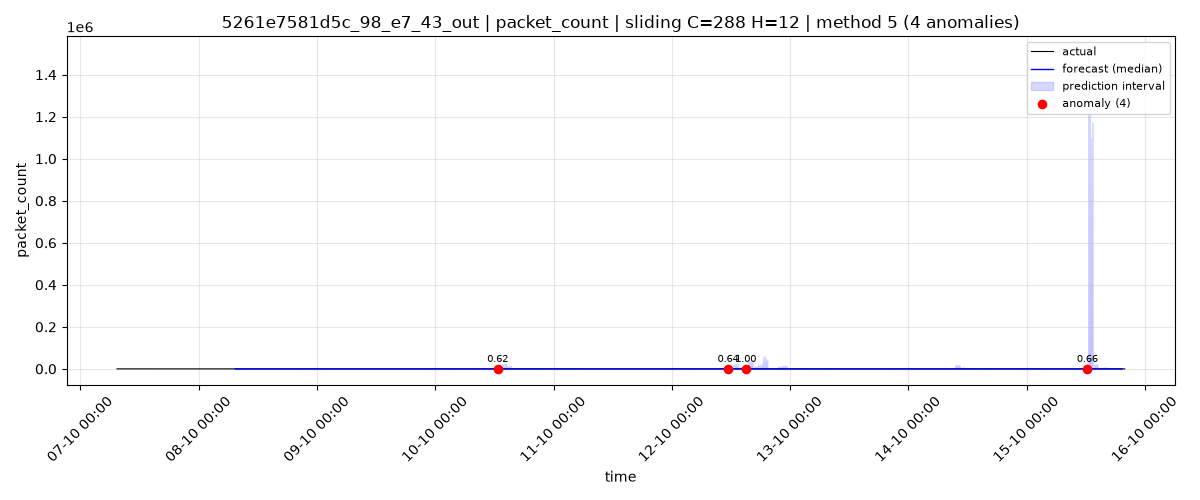 5261e7581d5c_98_e7_43_out | packet_count | sliding C=288 H=12 | method 5 (4 anomalies)
1e6
actual
forecast (median)
prediction interval
anomaly (4)
packet_count
1.4
1.2
1.0
0.8
0.6
0.4
0.2
0.0
0.62
0.64
1.00
0.66
07-10 00:00
08-10 00:00
09-10 00:00
10-10 00:00
11-10 00:00
12-10 00:00
13-10 00:00
14-10 00:00
15-10 00:00
16-10 00:00
time